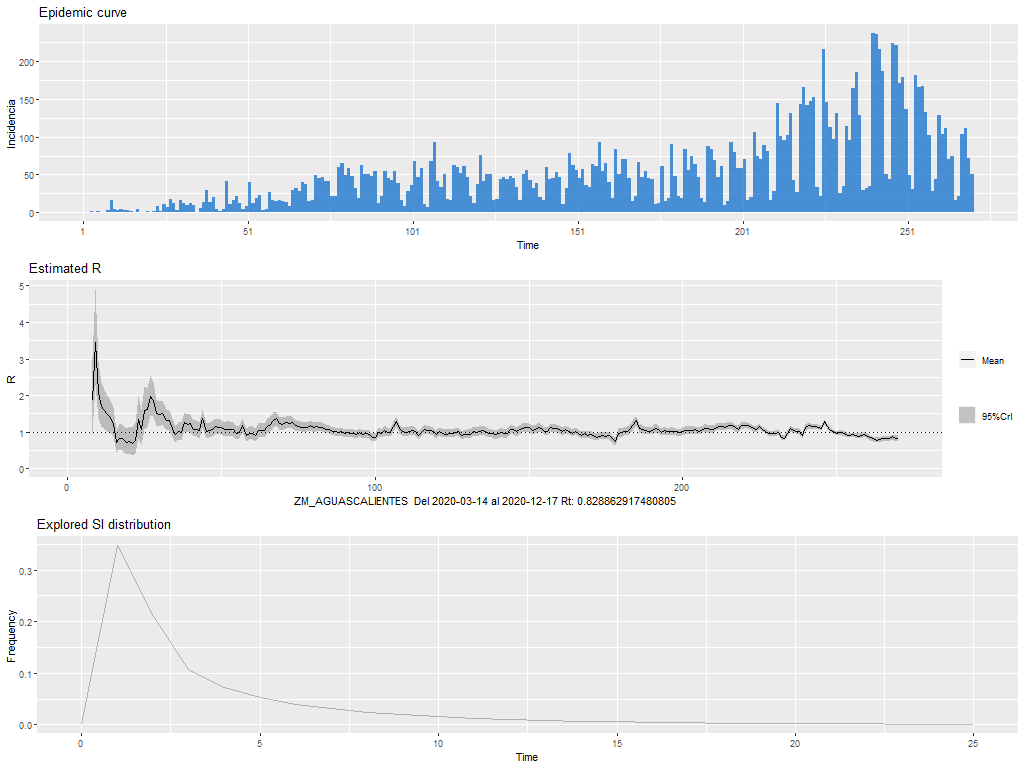 Epidemic curve
Incidencia
200
150
100
50
0
1 51 101 151 201 251
Time
Estimated R
R
5
4
3
2
1
0
0 100 200
Mean
95%CrI
ZM_AGUASCALIENTES Del 2020-03-14 al 2020-12-17 Rt: 0.828862917480805
Explored SI distribution
Frequency
0.3
0.2
0.1
0.0
0 5 10 15 20 25
Time